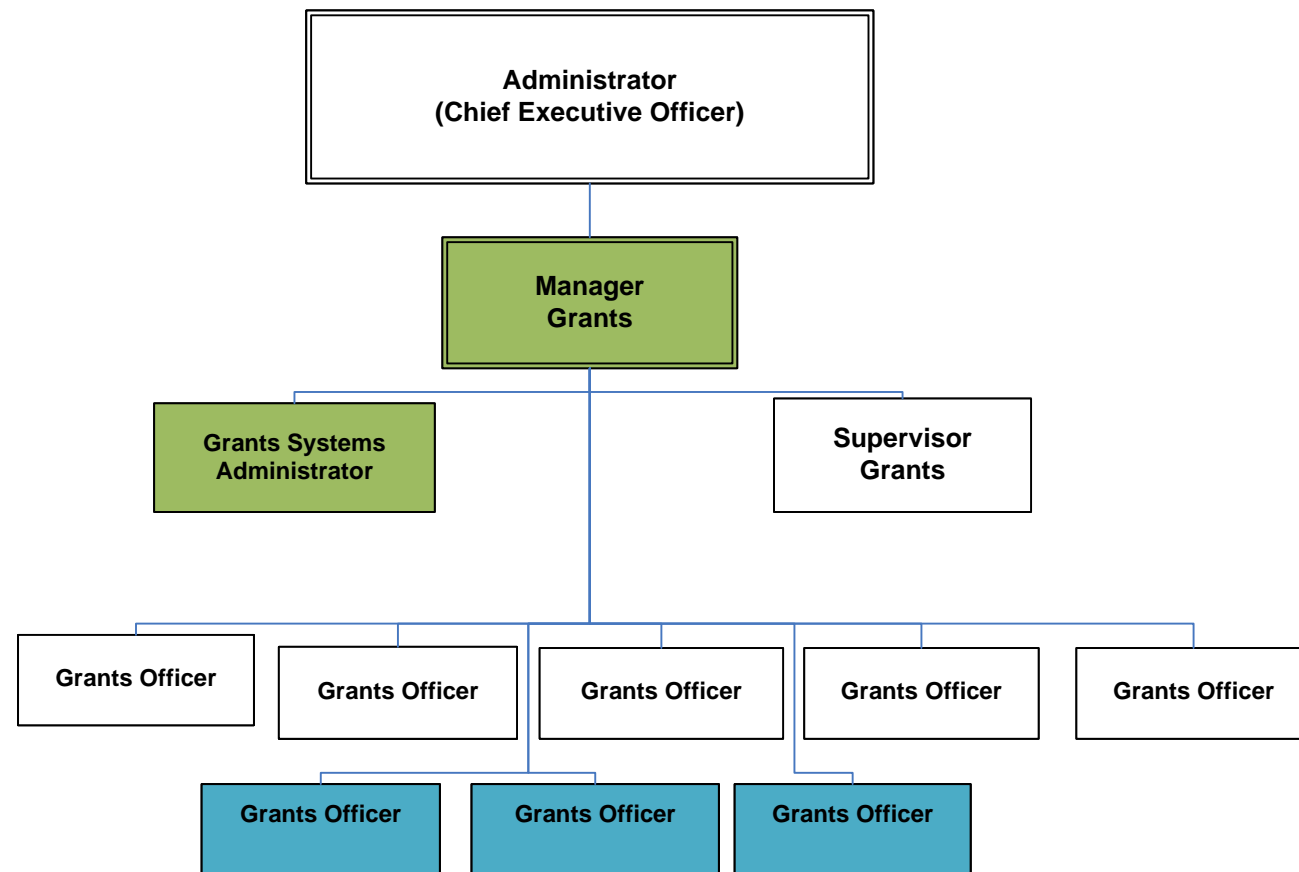 Administrator
(Chief Executive Officer)
Manager
Grants
Grants Systems
Administrator
Supervisor
Grants
Grants Officer
Grants Officer
Grants Officer
Grants Officer
Grants Officer
Grants Officer
Grants Officer
Grants Officer